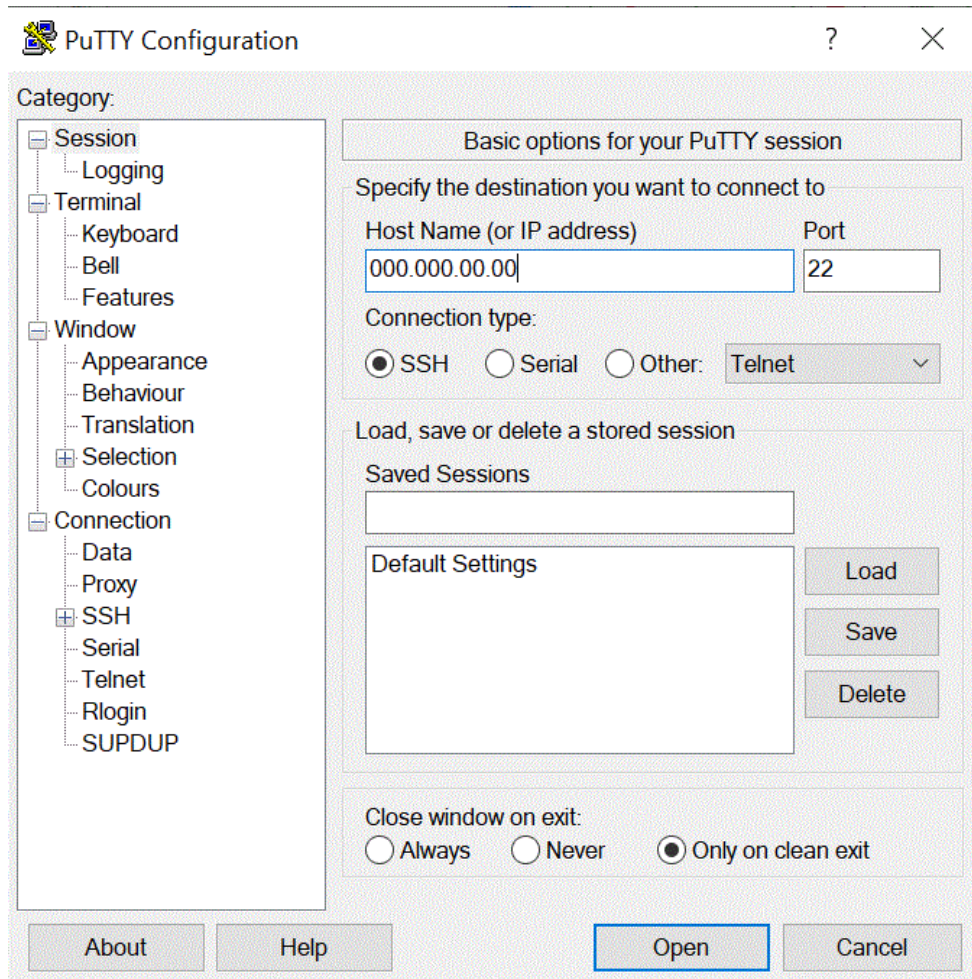 PuTTY Configuration ? ×
Category:
Session
Logging
Terminal
Keyboard
Bell
Features
Window
Appearance
Behaviour
Translation
Selection
Colours
Connection
Data
Proxy
SSH
Serial
Telnet
Rlogin
SUPDUP
Basic options for your PuTTY session
Specify the destination you want to connect to
Host Name (or IP address) Port
000.000.00.00 22
Connection type:
SSH Serial Other: Telnet
Load, save or delete a stored session
Saved Sessions
Default Settings
Load
Save
Delete
Close window on exit:
Always Never Only on clean exit
About Help Open Cancel